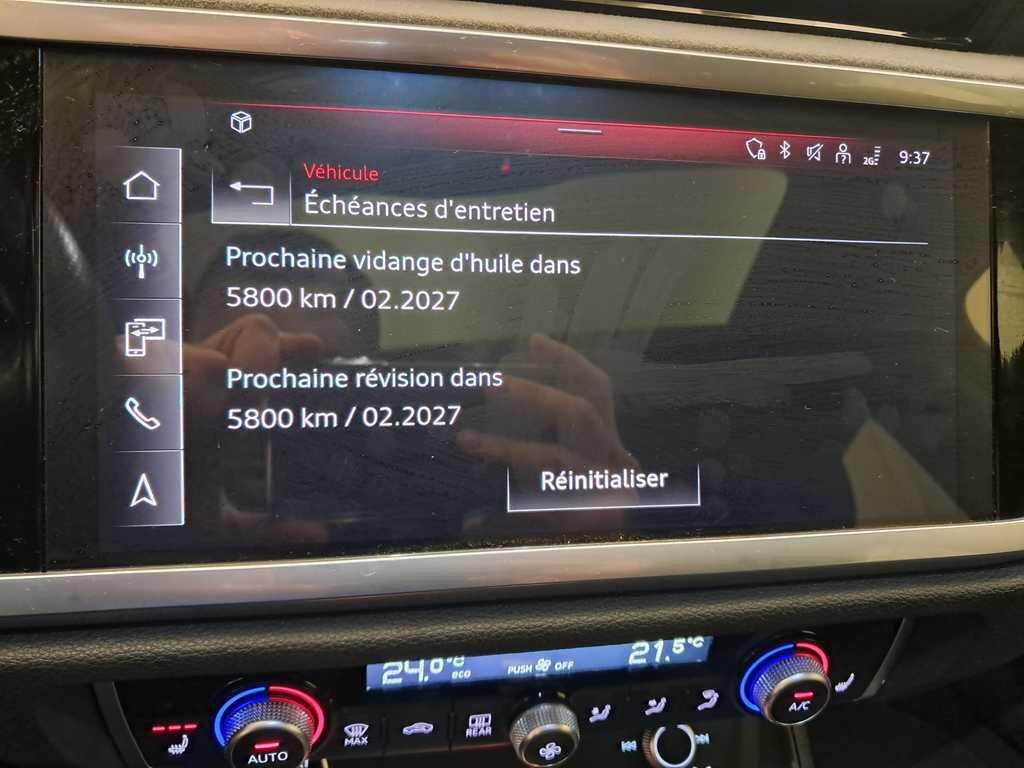 2G
9:37
Véhicule
Échéances d'entretien
Prochaine vidange d'huile dans
5800 km / 02.2027
Prochaine révision dans
5800 km / 02.2027
Réinitialiser
24.0°C
eco
PUSH OFF
21.5°C
AUTO
MAX
REAR
A/C